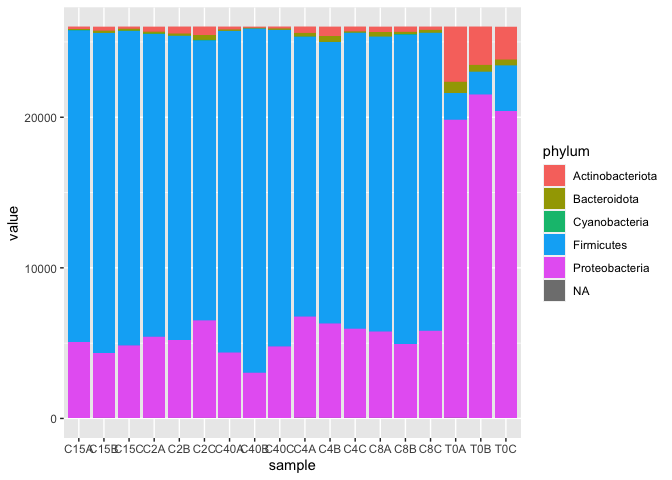 value
20000
10000
0
C15A C15B C15C C2A C2B C2C C40A C40B C40C C4A C4B C4C C8A C8B C8C T0A T0B T0C
sample
phylum
Actinobacteriota
Bacteroidota
Cyanobacteria
Firmicutes
Proteobacteria
NA